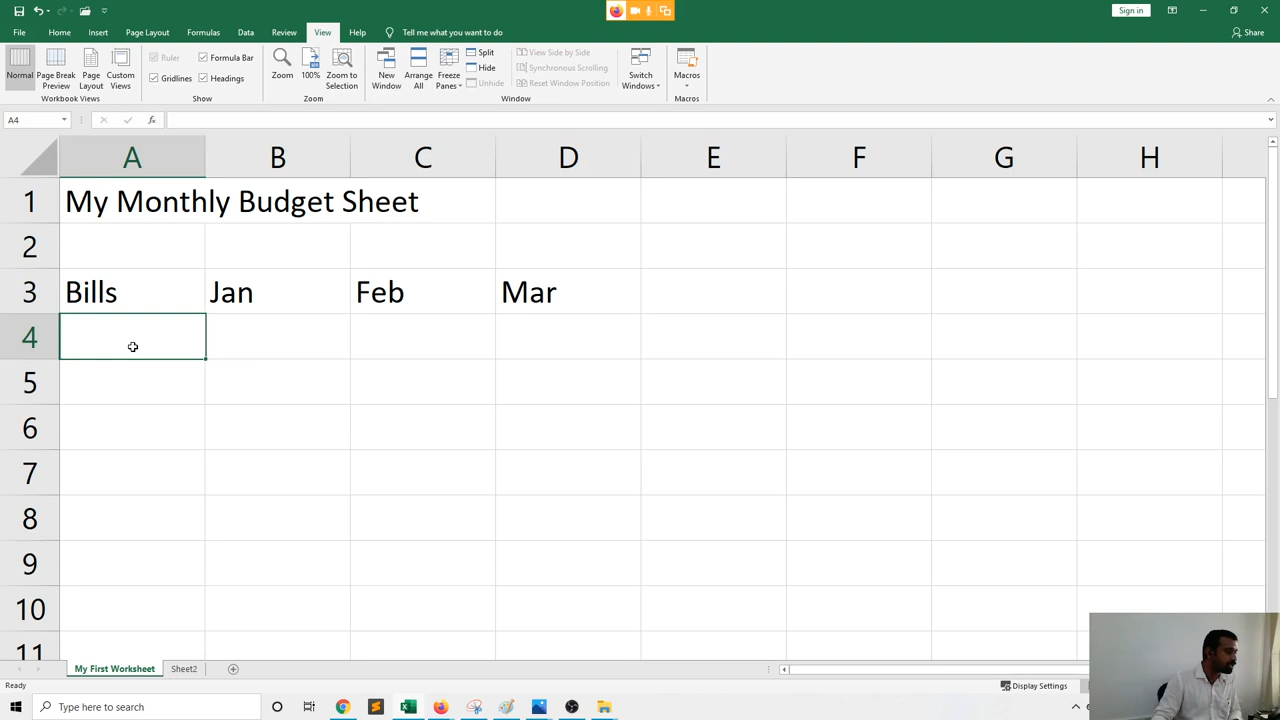 Sign in
File Home Insert Page Layout Formulas Data Review View Help Tell me what you want to do Share
Normal Page Break Preview Page Layout Custom Views
Workbook Views
Ruler Formula Bar
Gridlines Headings
Show
Zoom 100% Zoom to Selection
Zoom
New Window Arrange All Freeze Panes
Split
Hide
Unhide
View Side by Side
Synchronous Scrolling
Reset Window Position
Window
Switch Windows
Macros
Macros
A4 fx
A B C D E F G H
1 My Monthly Budget Sheet
2
3 Bills Jan Feb Mar
4
5
6
7
8
9
10
11
My First Worksheet Sheet2
Ready Display Settings
Type here to search